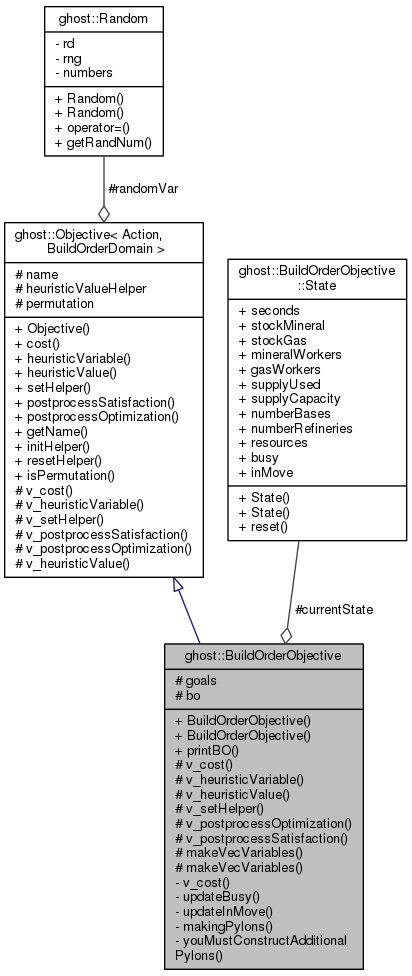 ghost::Random
- rd
- rng
- numbers
+ Random()
+ Random()
+ operator=()
+ getRandNum()
#randomVar
ghost::Objective< Action,
BuildOrderDomain >
# name
# heuristicValueHelper
# permutation
+ Objective()
+ cost()
+ heuristicVariable()
+ heuristicValue()
+ setHelper()
+ postprocessSatisfaction()
+ postprocessOptimization()
+ getName()
+ initHelper()
+ resetHelper()
+ isPermutation()
# v_cost()
# v_heuristicVariable()
# v_setHelper()
# v_postprocessSatisfaction()
# v_postprocessOptimization()
# v_heuristicValue()
ghost::BuildOrderObjective
::State
+ seconds
+ stockMineral
+ stockGas
+ mineralWorkers
+ gasWorkers
+ supplyUsed
+ supplyCapacity
+ numberBases
+ numberRefineries
+ resources
+ busy
+ inMove
+ State()
+ State()
+ reset()
#currentState
ghost::BuildOrderObjective
# goals
# bo
+ BuildOrderObjective()
+ BuildOrderObjective()
+ printBO()
# v_cost()
# v_heuristicVariable()
# v_heuristicValue()
# v_setHelper()
# v_postprocessOptimization()
# v_postprocessSatisfaction()
# makeVecVariables()
# makeVecVariables()
- v_cost()
- updateBusy()
- updateInMove()
- makingPylons()
- youMustConstructAdditional
Pylons()